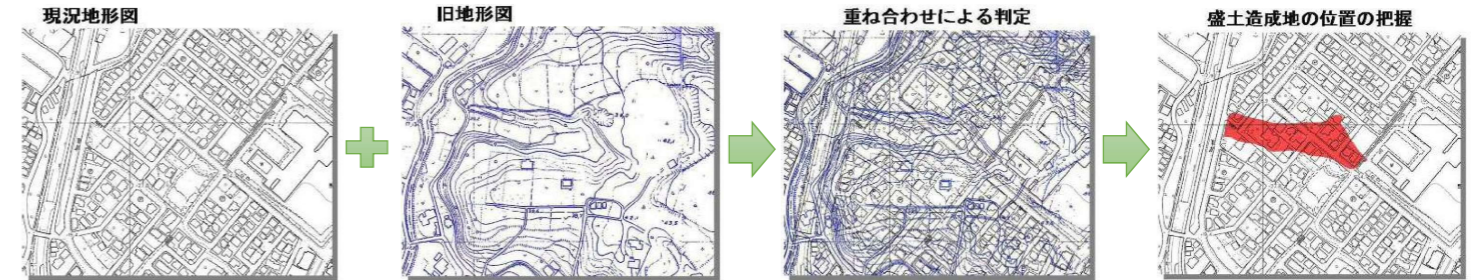 現況地形図
旧地形図
重ね合わせによる判定
盛土造成地の位置の把握